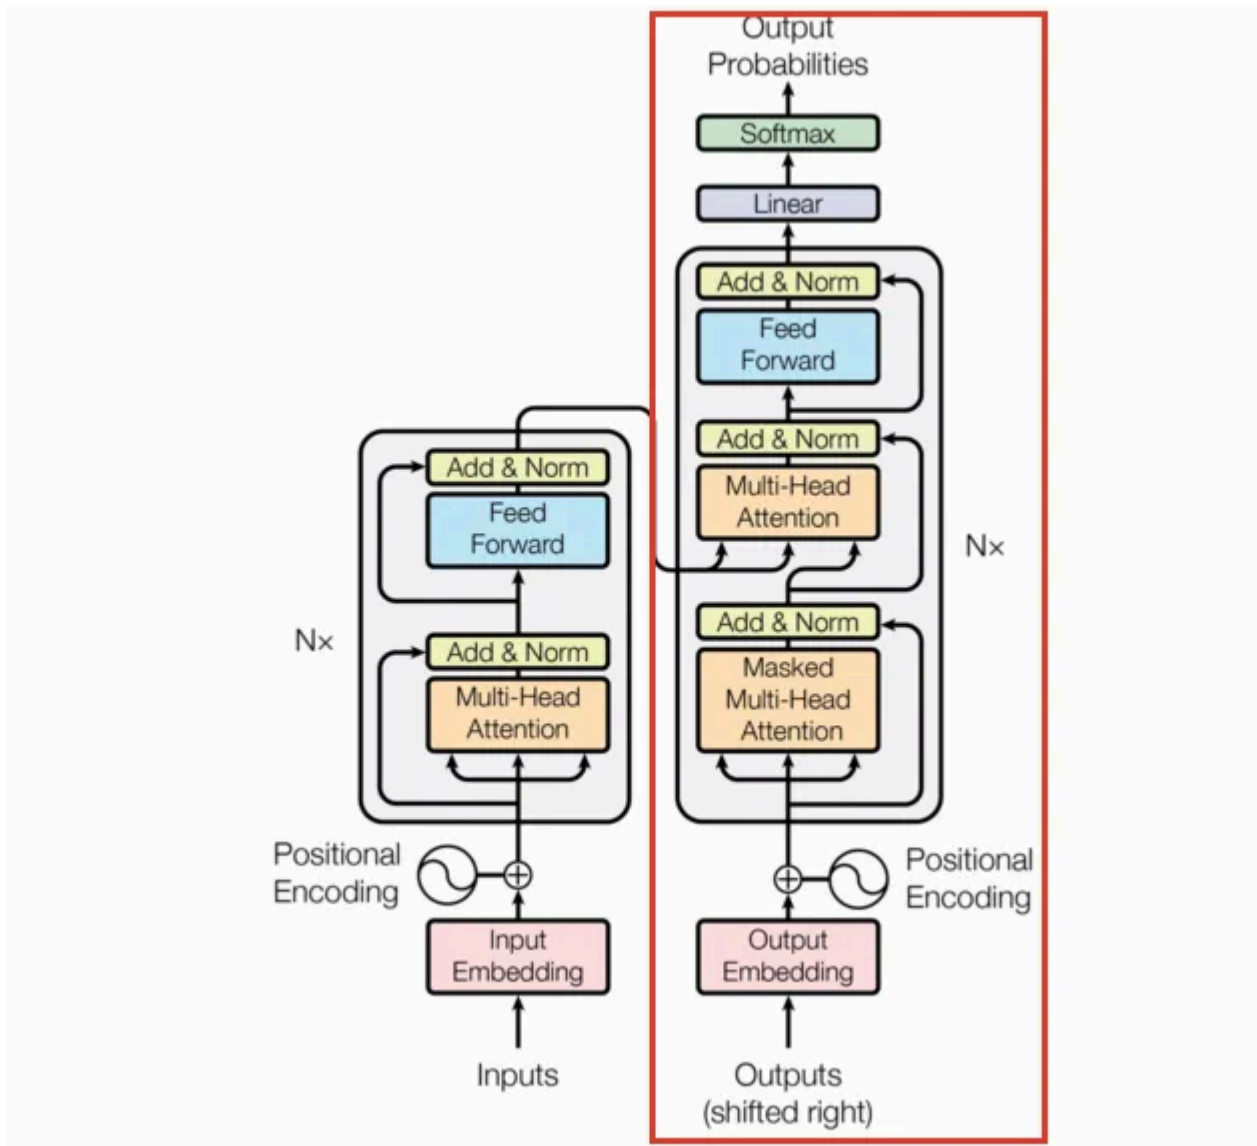 Output
Probabilities
Softmax
Linear
Add & Norm
Feed
Forward
Add & Norm
Multi-Head
Attention
Nx
Add & Norm
Masked
Multi-Head
Attention
Positional
Encoding
Output
Embedding
Outputs
(shifted right)
Add & Norm
Feed
Forward
Nx
Add & Norm
Multi-Head
Attention
Positional
Encoding
Input
Embedding
Inputs